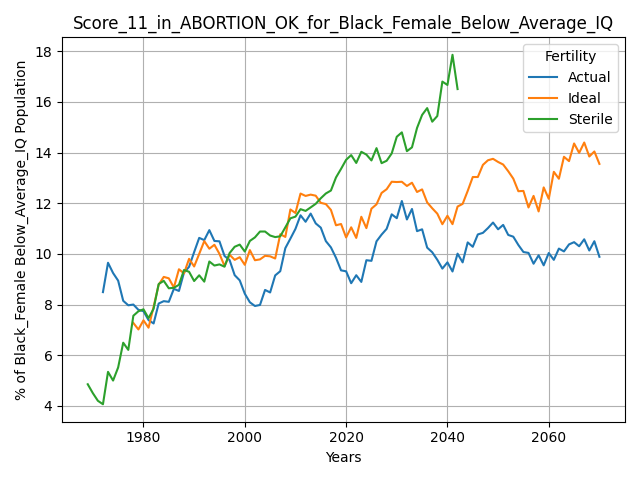 Score_11_in_ABORTION_OK_for_Black_Female_Below_Average_IQ
% of Black_Female Below_Average_IQ Population
18
16
14
12
10
8
6
4
Fertility
Actual
Ideal
Sterile
1980
2000
2020
2040
2060
Years